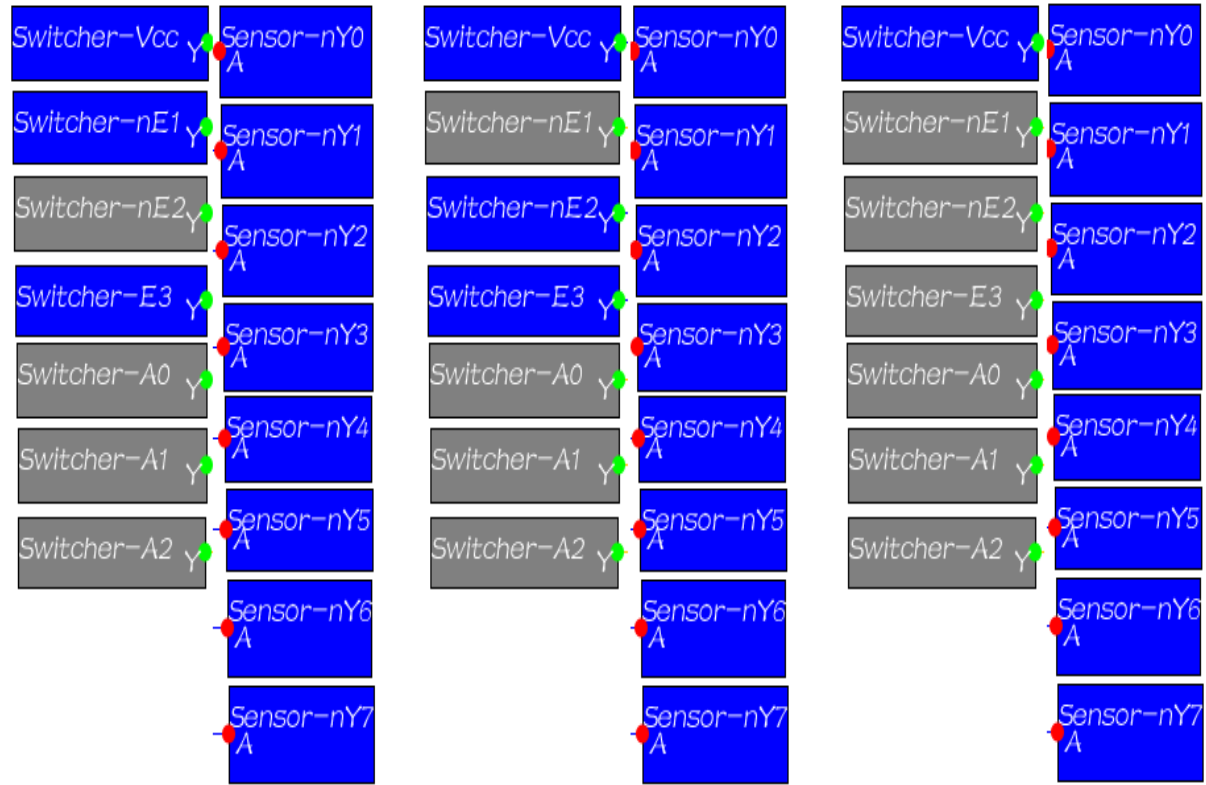 Switcher-Vcc Y
Switcher-nE1 Y
Switcher-nE2 Y
Switcher-E3 Y
Switcher-A0 Y
Switcher-A1 Y
Switcher-A2 Y
Sensor-nY0
A
Sensor-nY1
A
Sensor-nY2
A
Sensor-nY3
A
Sensor-nY4
A
Sensor-nY5
A
Sensor-nY6
A
Sensor-nY7
A
Switcher-Vcc Y
Switcher-nE1 Y
Switcher-nE2 Y
Switcher-E3 Y
Switcher-A0 Y
Switcher-A1 Y
Switcher-A2 Y
Sensor-nY0
A
Sensor-nY1
A
Sensor-nY2
A
Sensor-nY3
A
Sensor-nY4
A
Sensor-nY5
A
Sensor-nY6
A
Sensor-nY7
A
Switcher-Vcc Y
Switcher-nE1 Y
Switcher-nE2 Y
Switcher-E3 Y
Switcher-A0 Y
Switcher-A1 Y
Switcher-A2 Y
Sensor-nY0
A
Sensor-nY1
A
Sensor-nY2
A
Sensor-nY3
A
Sensor-nY4
A
Sensor-nY5
A
Sensor-nY6
A
Sensor-nY7
A